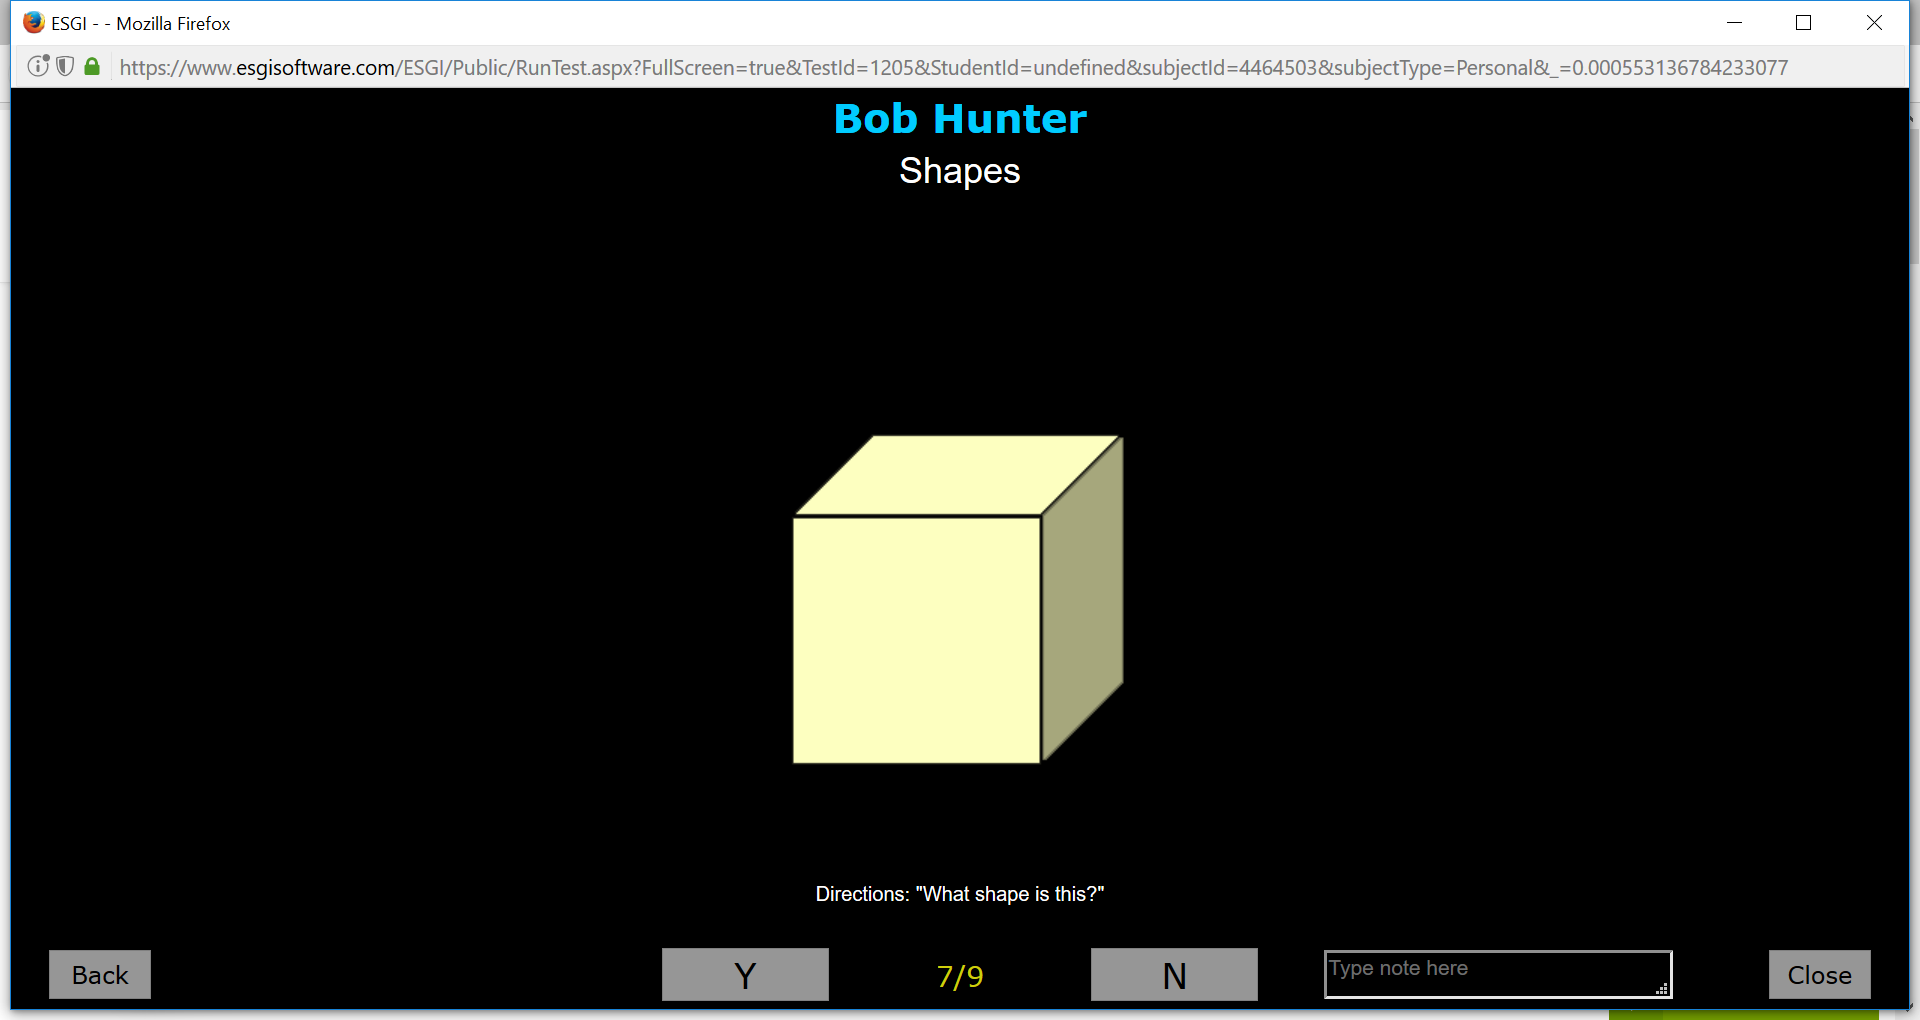 ESGI - - Mozilla Firefox
https://www.esgisoftware.com/ESGI/Public/RunTest.aspx?FullScreen=true&TestId=1205&StudentId=undefined&subjectId=4464503&subjectType=Personal&_=0.000553136784233077
Bob Hunter
Shapes
Directions: "What shape is this?"
Back
Y
7/9
N
Type note here
Close